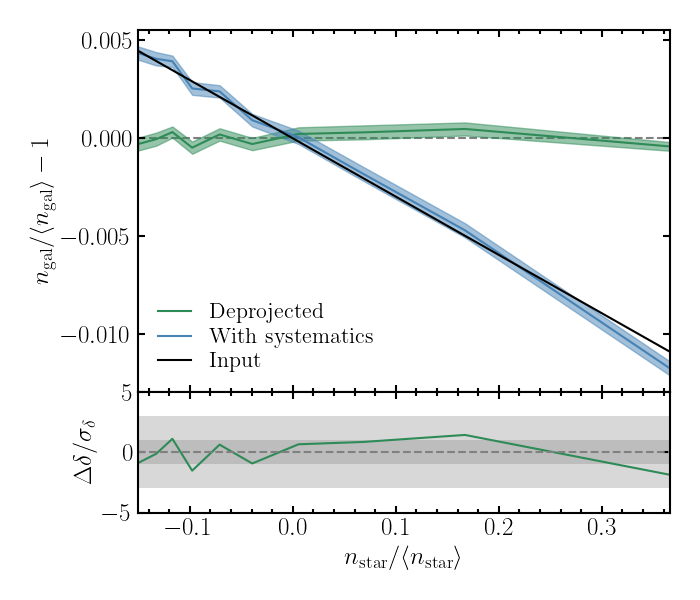 0.005
0.000
−0.005
−0.010
n_gal/⟨n_gal⟩ − 1
Deprojected
With systematics
Input
5
0
−5
Δδ/σ_δ
−0.1
0.0
0.1
0.2
0.3
n_star/⟨n_star⟩